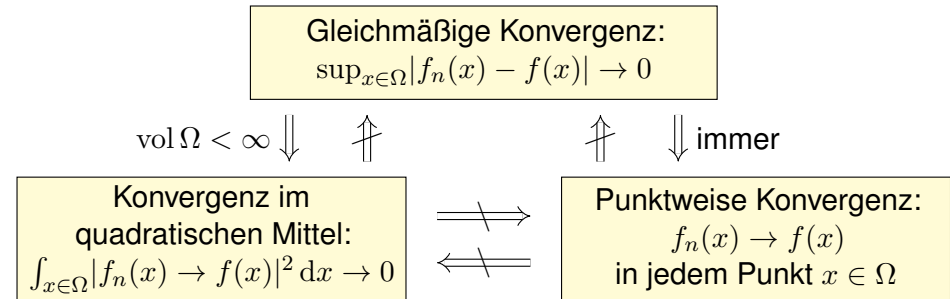 Gleichmäßige Konvergenz:
sup_{x∈Ω}|f_n(x) − f(x)| → 0
vol Ω < ∞ ⇓ ⇑̸ ⇑̸ ⇓ immer
Konvergenz im
quadratischen Mittel:
∫_{x∈Ω}|f_n(x) → f(x)|² dx → 0
⇏
⇍
Punktweise Konvergenz:
f_n(x) → f(x)
in jedem Punkt x ∈ Ω